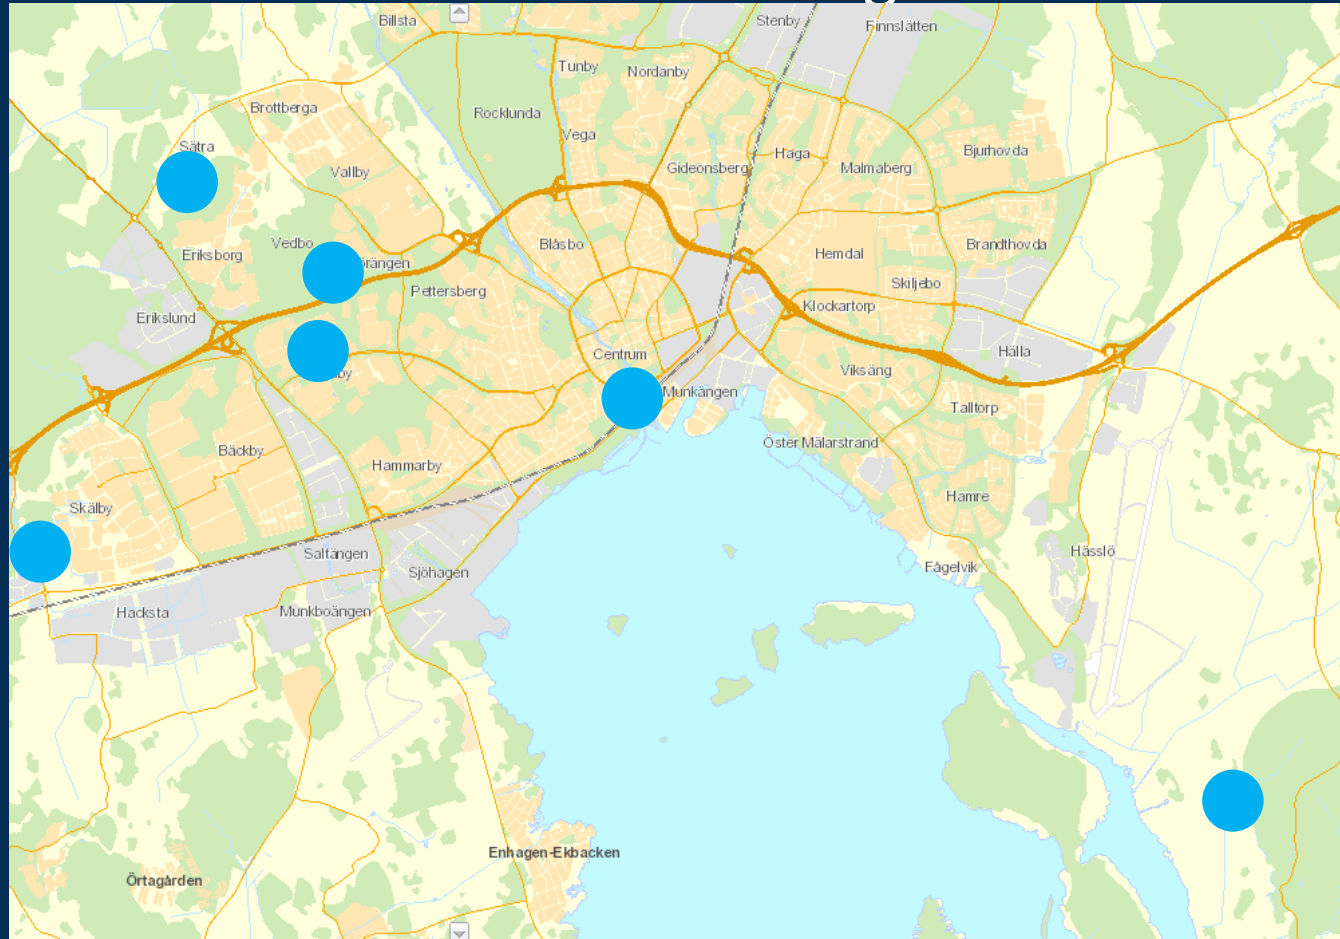 Billsta
Stenby
Finnslätten
Tunby
Nordanby
Brottberga
Rocklunda
Vega
Sätra
Haga
Bjurhovda
Vallby
Gideonsberg
Malmaberg
Vedbo
Blåsbo
Brandthovda
Eriksborg
Hemdal
Pettersberg
Skiljebo
Klockartorp
Erikslund
Centrum
Hälla
Viksäng
Munkängen
Talltorp
Öster Mälarstrand
Bäckby
Hammarby
Hamre
Skälby
Saltängen
Hässlö
Sjöhagen
Fågelvik
Hacksta
Munkboängen
Enhagen-Ekbacken
Örtagården